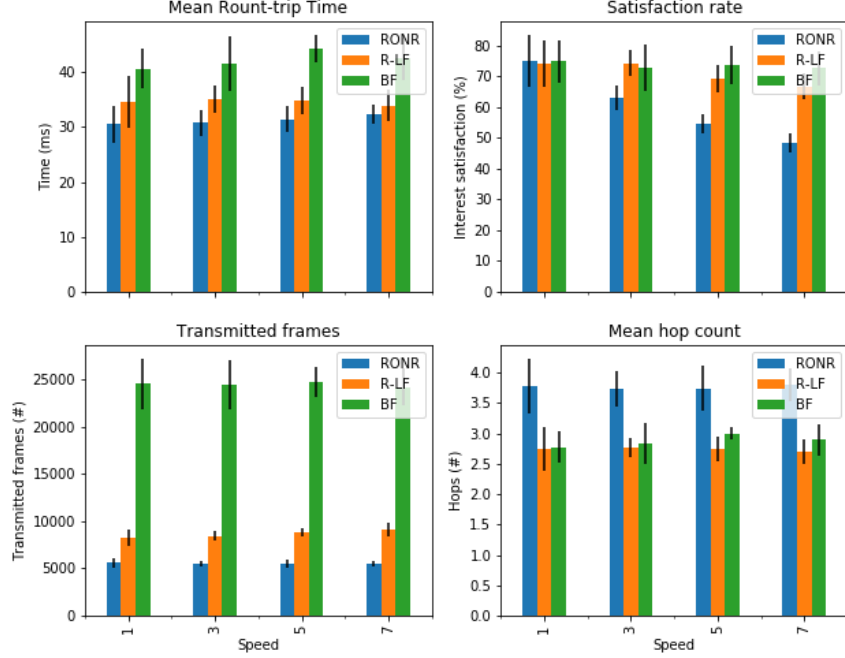 Mean Rount-trip Time
Time (ms)
40
30
20
10
0
RONR
R-LF
BF
Satisfaction rate
Interest satisfaction (%)
80
70
60
50
40
30
20
10
0
RONR
R-LF
BF
Transmitted frames
Transmitted frames (#)
25000
20000
15000
10000
5000
0
RONR
R-LF
BF
1
3
5
7
Speed
Mean hop count
Hops (#)
4.0
3.5
3.0
2.5
2.0
1.5
1.0
0.5
0.0
RONR
R-LF
BF
1
3
5
7
Speed